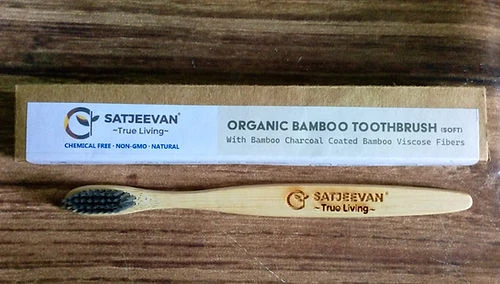 SATJEEVAN®
~True Living~
CHEMICAL FREE · NON-GMO · NATURAL
ORGANIC BAMBOO TOOTHBRUSH (SOFT)
With Bamboo Charcoal Coated Bamboo Viscose Fibers
SATJEEVAN®
~True Living~